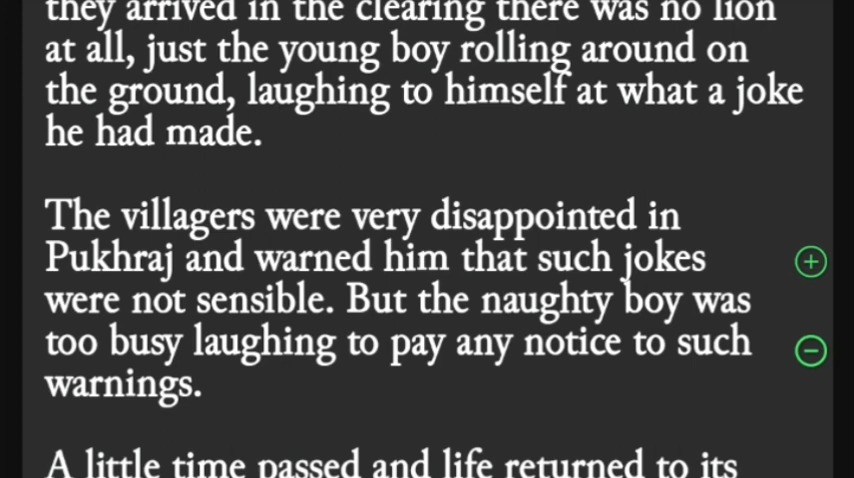 they arrived in the clearing there was no lion
at all, just the young boy rolling around on
the ground, laughing to himself at what a joke
he had made.
The villagers were very disappointed in
Pukhraj and warned him that such jokes
were not sensible. But the naughty boy was
too busy laughing to pay any notice to such
warnings.
A little time passed and life returned to its